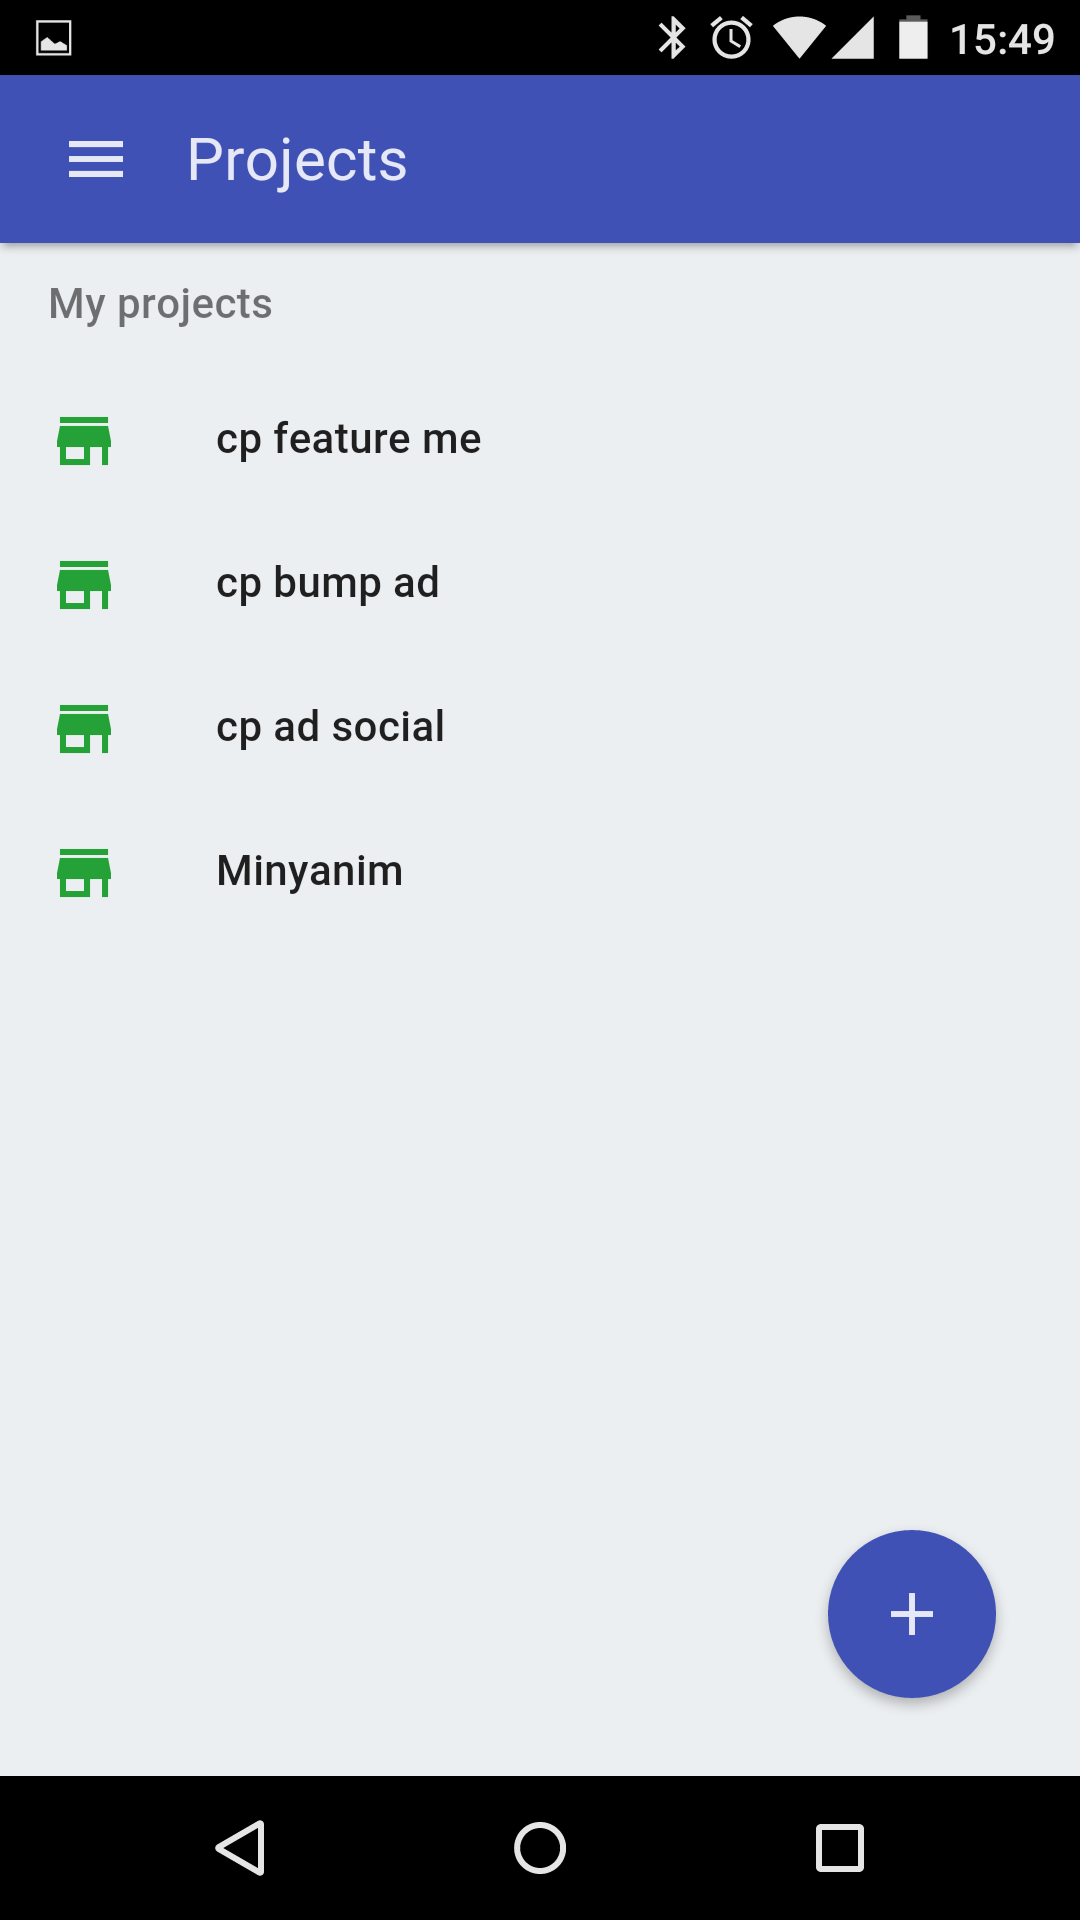 15:49
Projects
My projects
cp feature me
cp bump ad
cp ad social
Minyanim